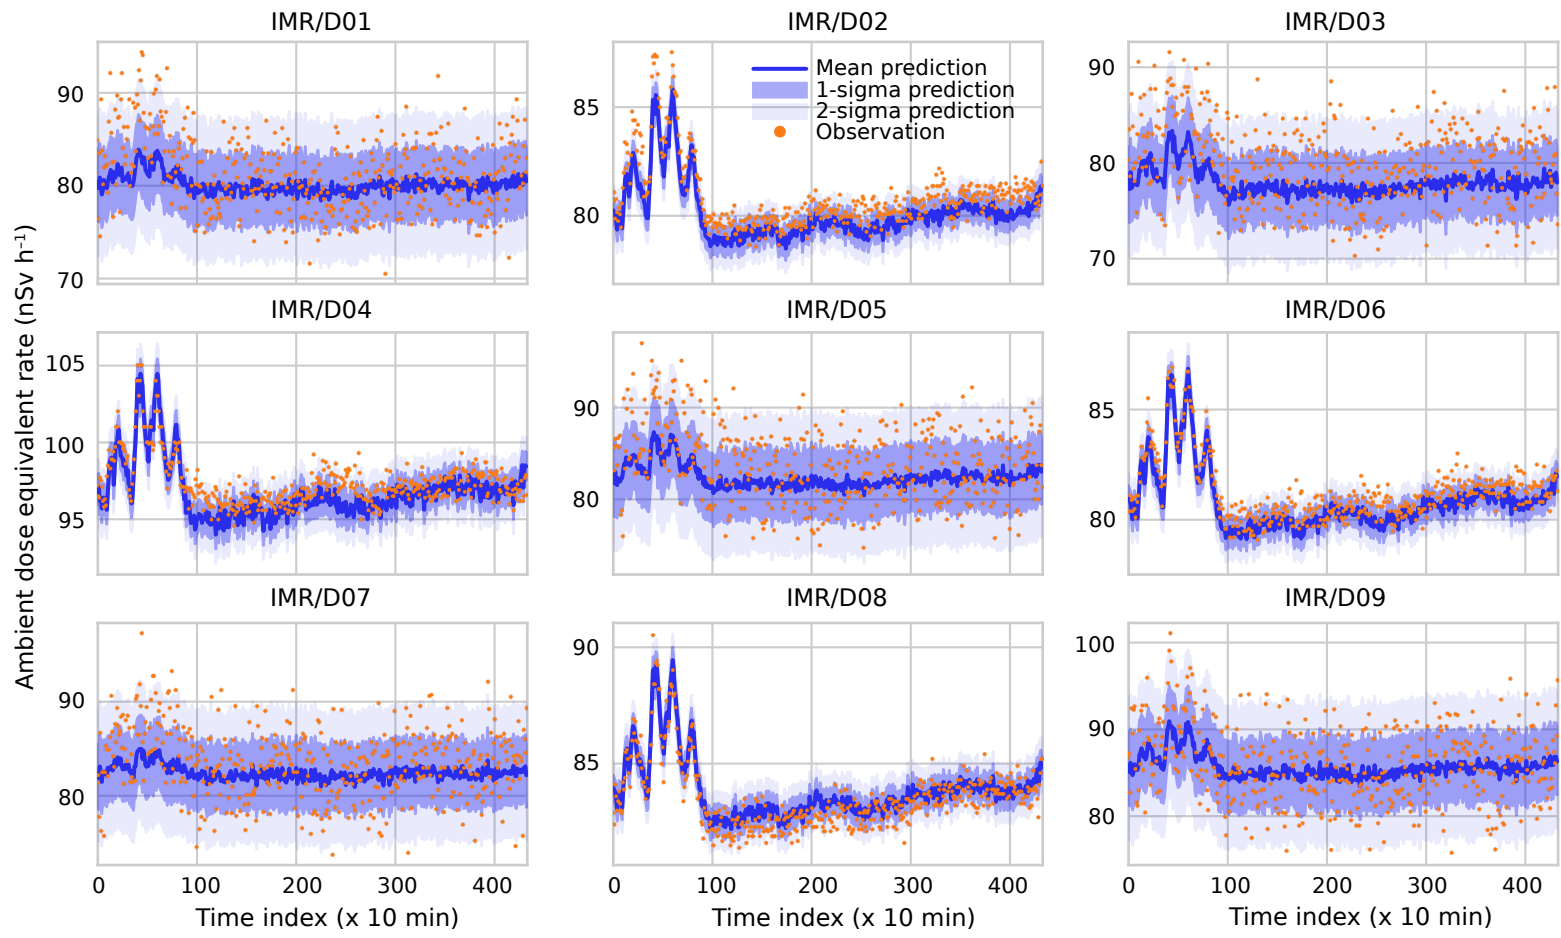 IMR/D01
IMR/D02
IMR/D03
90
80
70
85
80
90
80
70
Mean prediction
1-sigma prediction
2-sigma prediction
Observation
Ambient dose equivalent rate (nSv h⁻¹)
IMR/D04
IMR/D05
IMR/D06
105
100
95
90
80
85
80
IMR/D07
IMR/D08
IMR/D09
90
80
90
85
100
90
80
0 100 200 300 400
0 100 200 300 400
0 100 200 300 400
Time index (x 10 min)
Time index (x 10 min)
Time index (x 10 min)